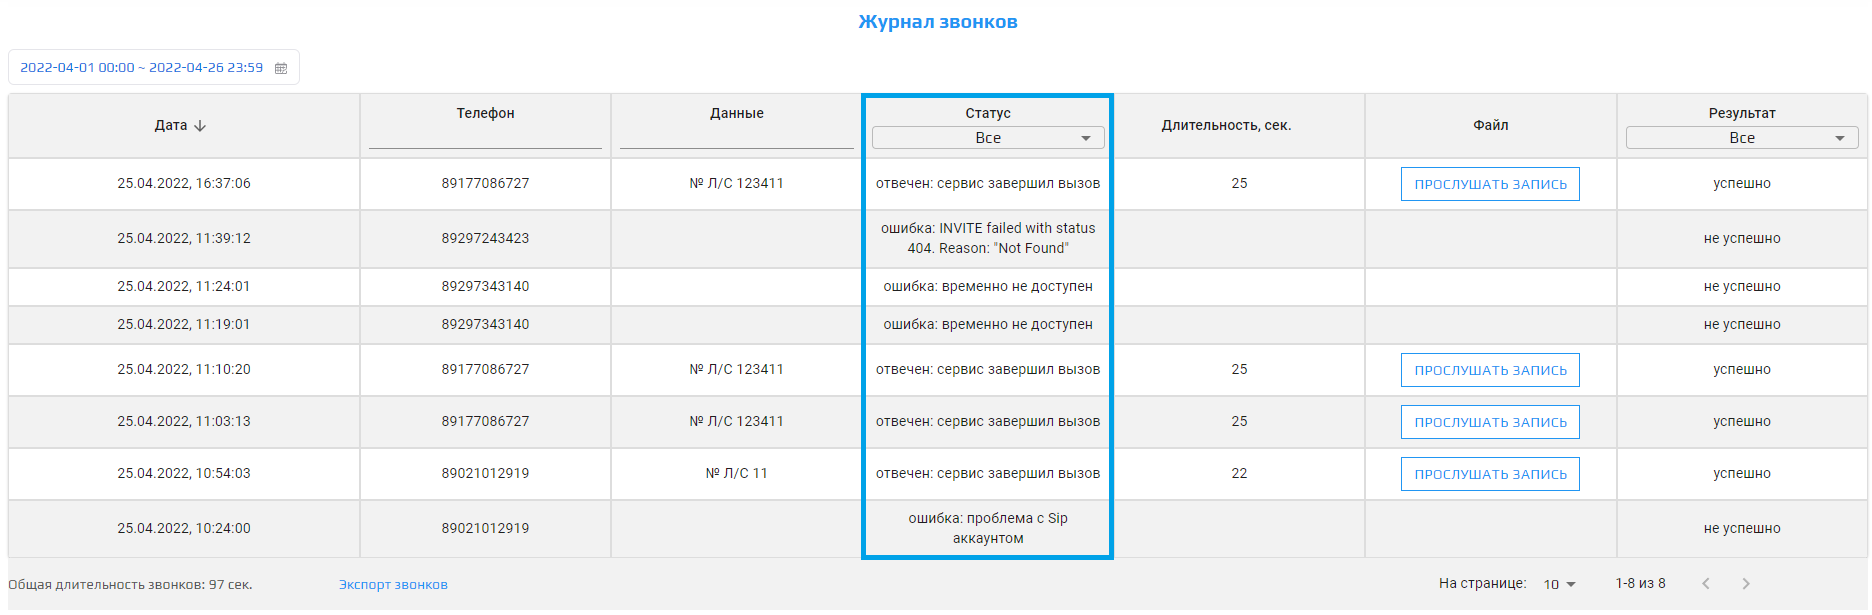 Журнал звонков
2022-04-01 00:00 ~ 2022-04-26 23:59
Дата Телефон Данные Статус Длительность, сек. Файл Результат
Все Все
25.04.2022, 16:37:06 89177086727 № Л/С 123411 отвечен: сервис завершил вызов 25 ПРОСЛУШАТЬ ЗАПИСЬ успешно
25.04.2022, 11:39:12 89297243423 ошибка: INVITE failed with status
404. Reason: "Not Found" не успешно
25.04.2022, 11:24:01 89297343140 ошибка: временно не доступен не успешно
25.04.2022, 11:19:01 89297343140 ошибка: временно не доступен не успешно
25.04.2022, 11:10:20 89177086727 № Л/С 123411 отвечен: сервис завершил вызов 25 ПРОСЛУШАТЬ ЗАПИСЬ успешно
25.04.2022, 11:03:13 89177086727 № Л/С 123411 отвечен: сервис завершил вызов 25 ПРОСЛУШАТЬ ЗАПИСЬ успешно
25.04.2022, 10:54:03 89021012919 № Л/С 11 отвечен: сервис завершил вызов 22 ПРОСЛУШАТЬ ЗАПИСЬ успешно
25.04.2022, 10:24:00 89021012919 ошибка: проблема с Sip
аккаунтом не успешно
Общая длительность звонков: 97 сек. Экспорт звонков На странице: 10 1-8 из 8